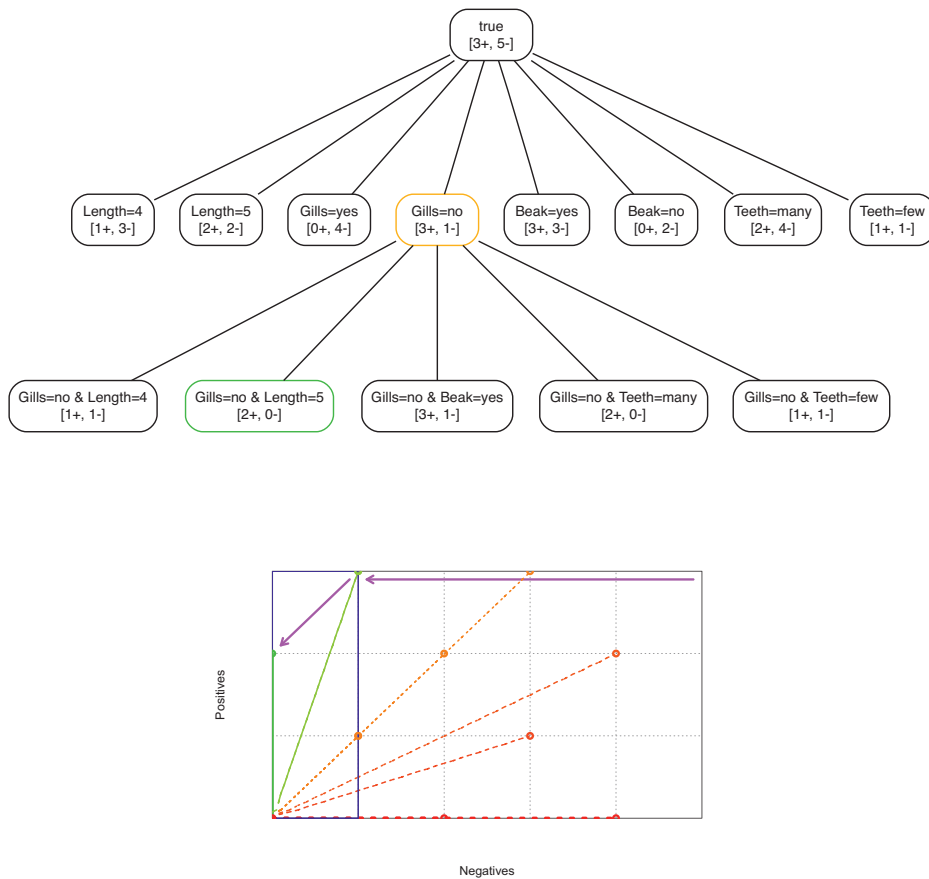 true
[3+, 5-]
Length=4
[1+, 3-]
Length=5
[2+, 2-]
Gills=yes
[0+, 4-]
Gills=no
[3+, 1-]
Beak=yes
[3+, 3-]
Beak=no
[0+, 2-]
Teeth=many
[2+, 4-]
Teeth=few
[1+, 1-]
Gills=no & Length=4
[1+, 1-]
Gills=no & Length=5
[2+, 0-]
Gills=no & Beak=yes
[3+, 1-]
Gills=no & Teeth=many
[2+, 0-]
Gills=no & Teeth=few
[1+, 1-]
Positives
Negatives